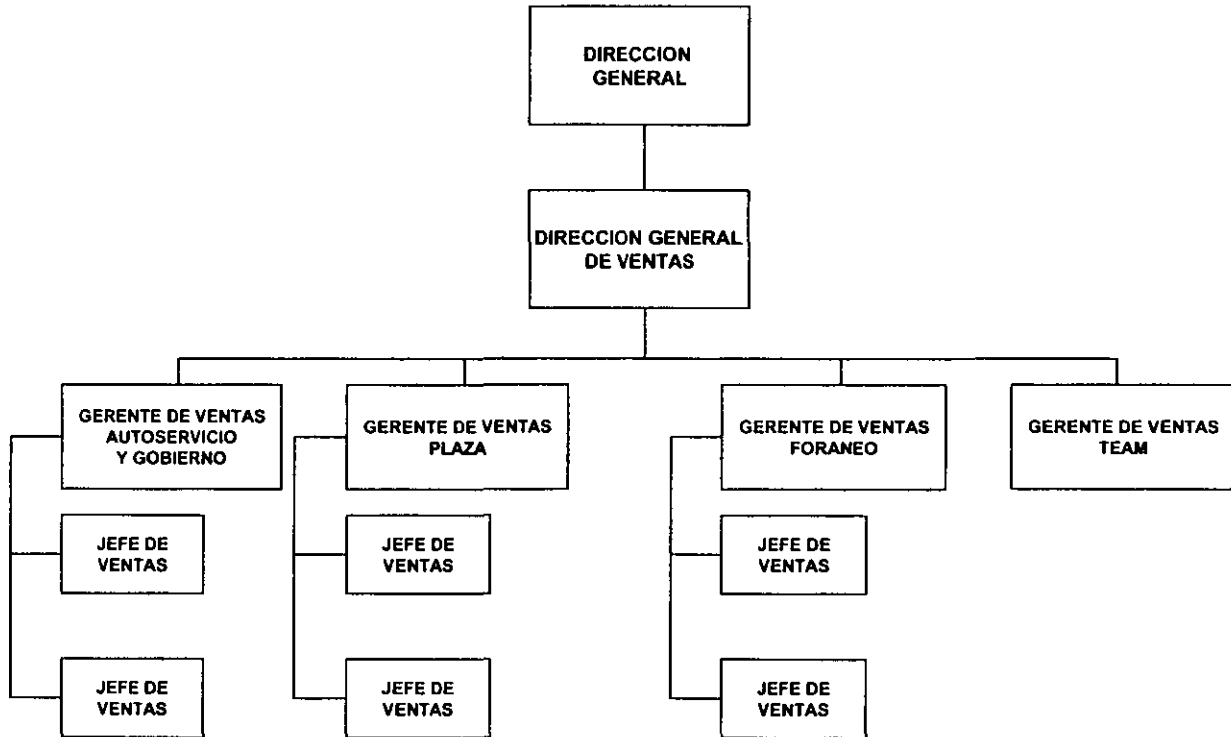 DIRECCION
GENERAL
DIRECCION GENERAL
DE VENTAS
GERENTE DE VENTAS
AUTOSERVICIO
Y GOBIERNO
GERENTE DE VENTAS
PLAZA
GERENTE DE VENTAS
FORANEO
GERENTE DE VENTAS
TEAM
JEFE DE
VENTAS
JEFE DE
VENTAS
JEFE DE
VENTAS
JEFE DE
VENTAS
JEFE DE
VENTAS
JEFE DE
VENTAS